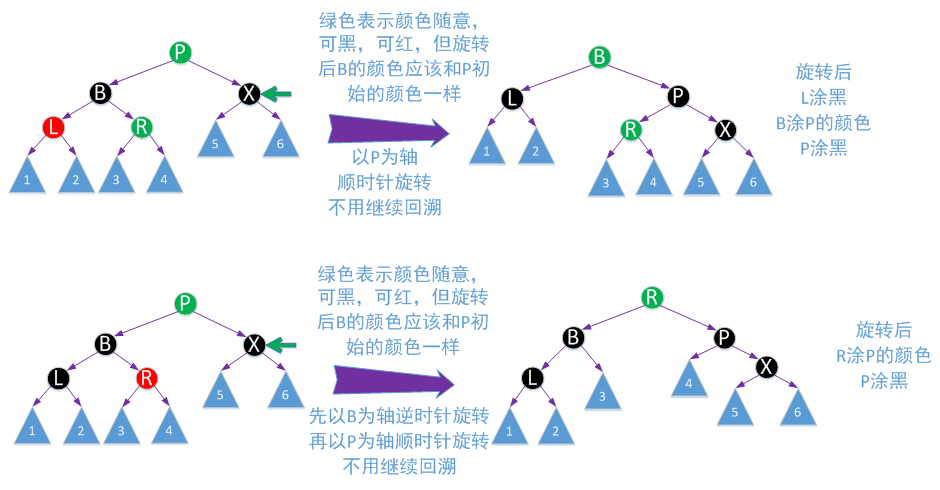 绿色表示颜色随意，
可黑，可红，但旋转
后B的颜色应该和P初
始的颜色一样
P
B
X
L
R
5
6
1
2
3
4
以P为轴
顺时针旋转
不用继续回溯
B
L
P
R
X
1
2
3
4
5
6
旋转后
L涂黑
B涂P的颜色
P涂黑
绿色表示颜色随意，
可黑，可红，但旋转
后B的颜色应该和P初
始的颜色一样
P
B
X
L
R
5
6
1
2
3
4
先以B为轴逆时针旋转
再以P为轴顺时针旋转
不用继续回溯
R
B
P
L
X
3
4
1
2
5
6
旋转后
R涂P的颜色
P涂黑